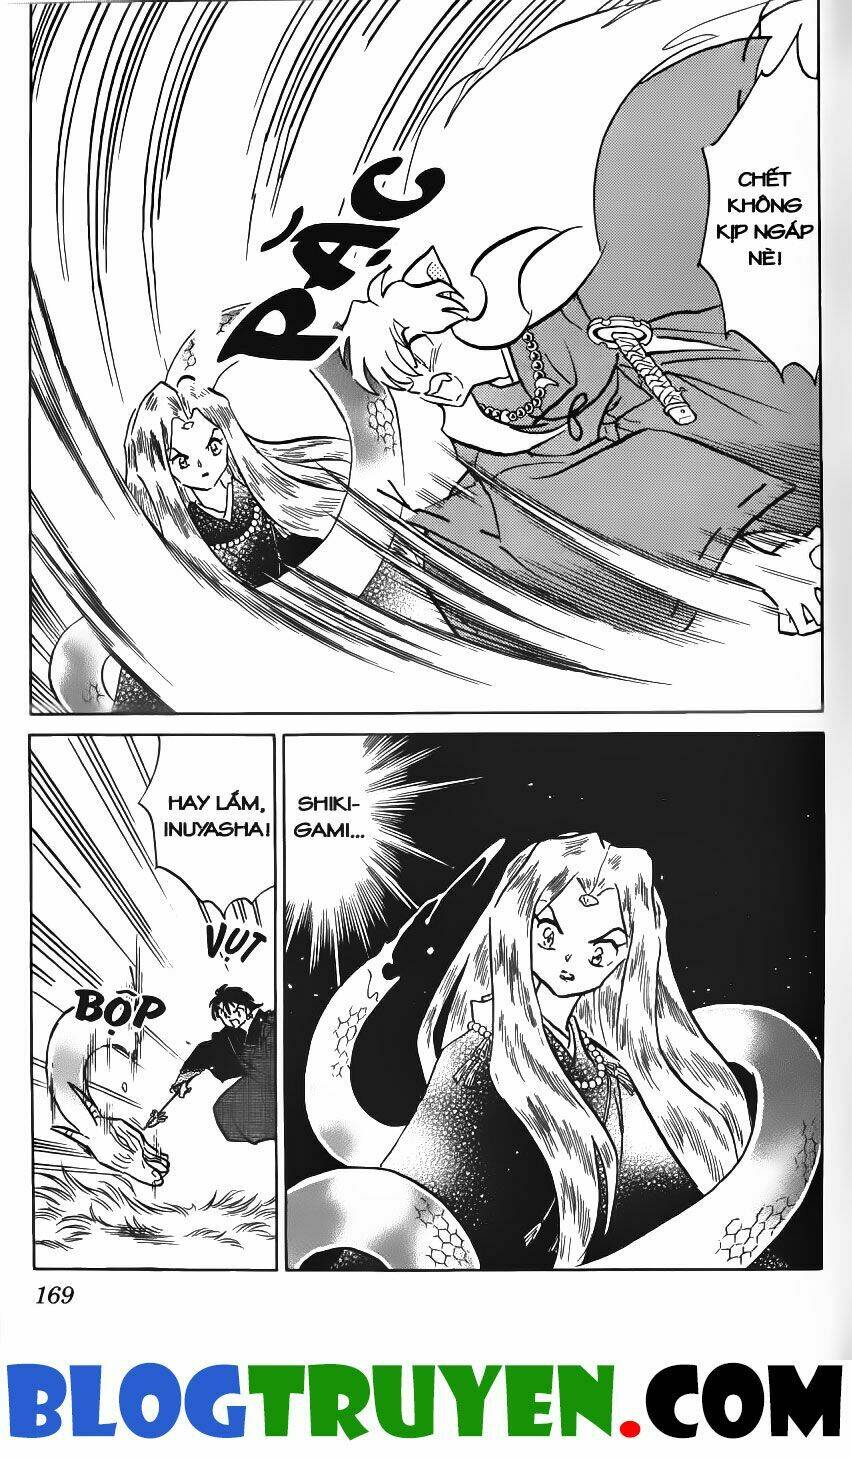 CHẾT
KHÔNG
KỊP NGÁP
NÈ!
PẶC
SHIKI-
GAMI...
HAY LẮM,
INUYASHA!
VỤT
BỘP
169
BLOGTRUYEN.COM